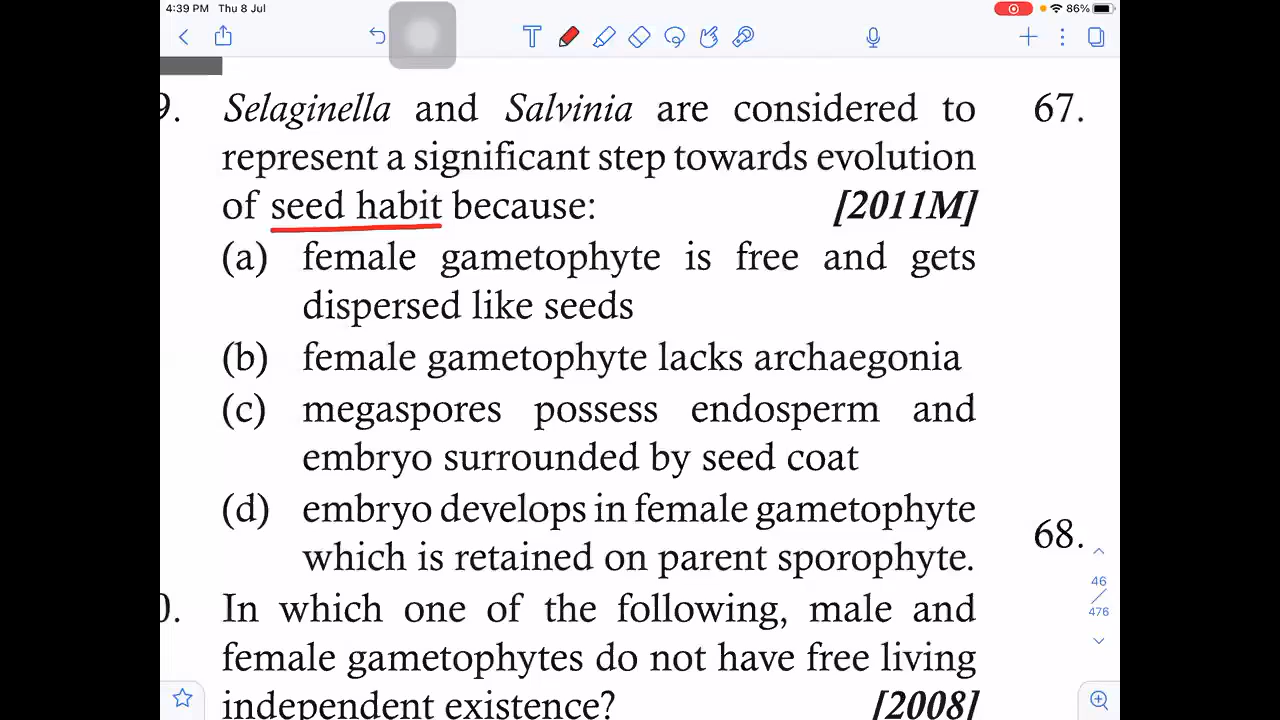 4:39 PM Thu 8 Jul
86%
9. Selaginella and Salvinia are considered to
represent a significant step towards evolution
of seed habit because: [2011M]
(a) female gametophyte is free and gets
dispersed like seeds
(b) female gametophyte lacks archaegonia
(c) megaspores possess endosperm and
embryo surrounded by seed coat
(d) embryo develops in female gametophyte
which is retained on parent sporophyte.
0. In which one of the following, male and
female gametophytes do not have free living
independent existence? [2008]
67.
68.
46
476